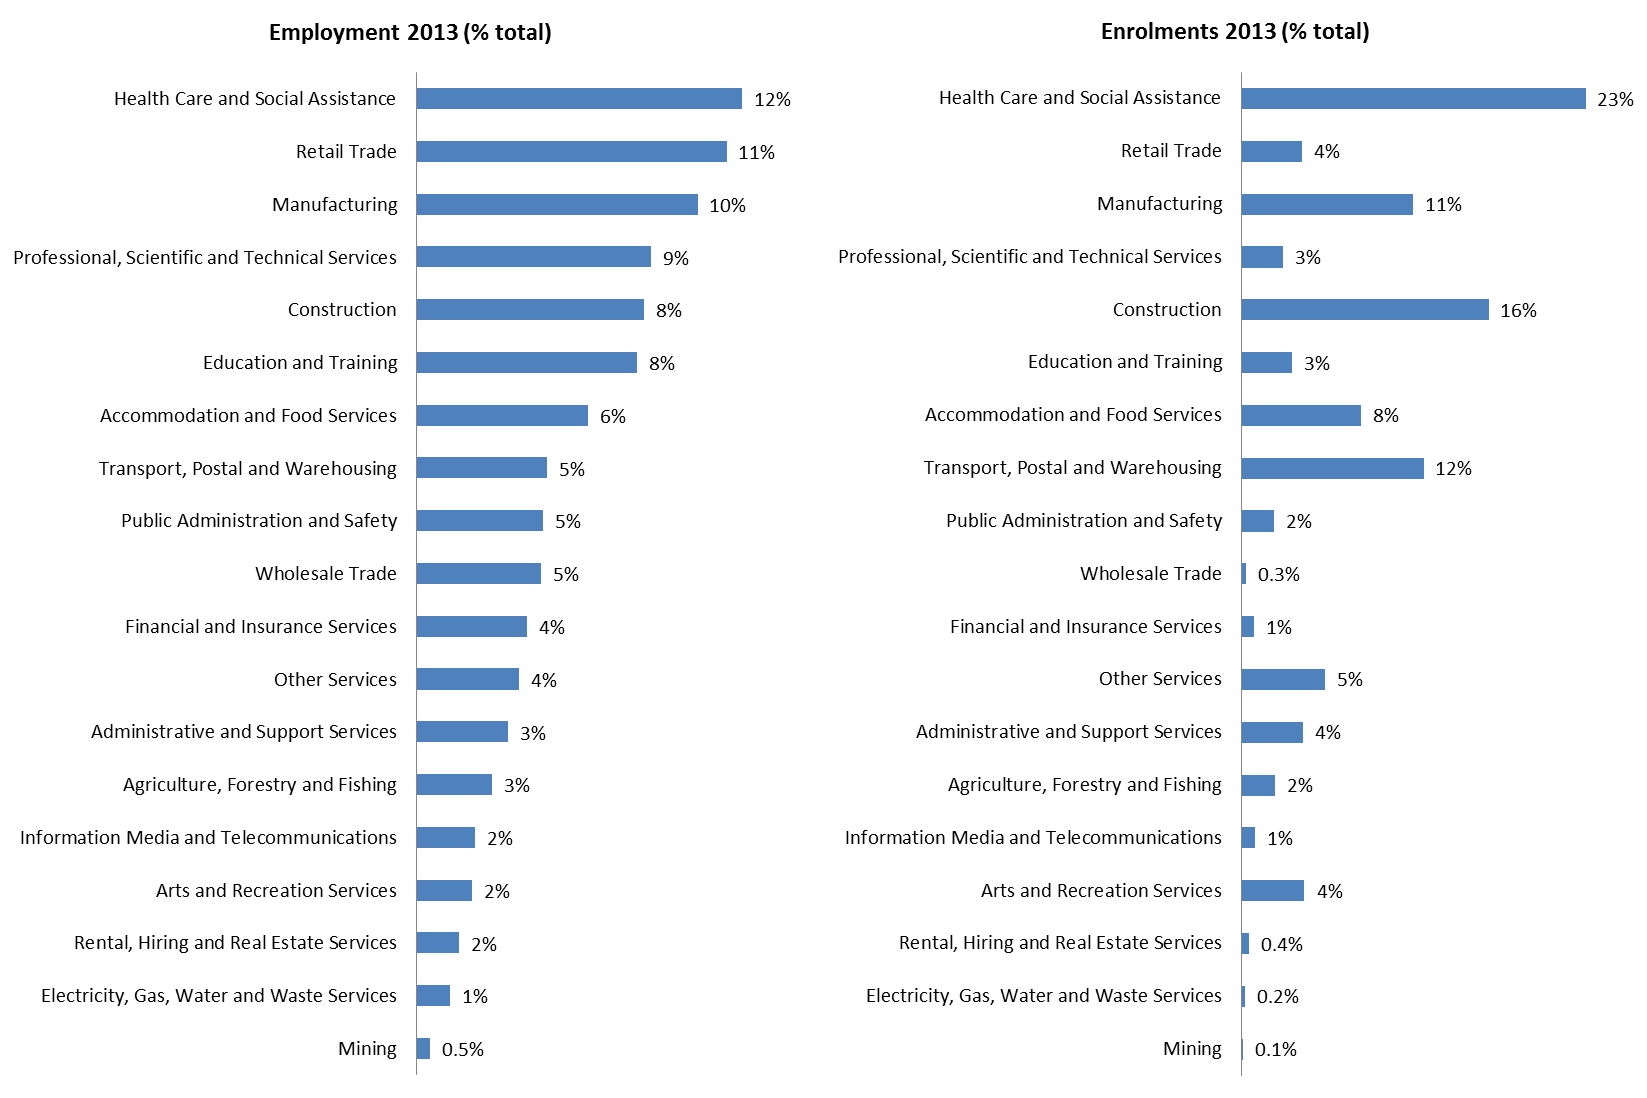 Employment 2013 (% total)
Health Care and Social Assistance 12%
Retail Trade 11%
Manufacturing 10%
Professional, Scientific and Technical Services 9%
Construction 8%
Education and Training 8%
Accommodation and Food Services 6%
Transport, Postal and Warehousing 5%
Public Administration and Safety 5%
Wholesale Trade 5%
Financial and Insurance Services 4%
Other Services 4%
Administrative and Support Services 3%
Agriculture, Forestry and Fishing 3%
Information Media and Telecommunications 2%
Arts and Recreation Services 2%
Rental, Hiring and Real Estate Services 2%
Electricity, Gas, Water and Waste Services 1%
Mining 0.5%
Enrolments 2013 (% total)
Health Care and Social Assistance 23%
Retail Trade 4%
Manufacturing 11%
Professional, Scientific and Technical Services 3%
Construction 16%
Education and Training 3%
Accommodation and Food Services 8%
Transport, Postal and Warehousing 12%
Public Administration and Safety 2%
Wholesale Trade 0.3%
Financial and Insurance Services 1%
Other Services 5%
Administrative and Support Services 4%
Agriculture, Forestry and Fishing 2%
Information Media and Telecommunications 1%
Arts and Recreation Services 4%
Rental, Hiring and Real Estate Services 0.4%
Electricity, Gas, Water and Waste Services 0.2%
Mining 0.1%